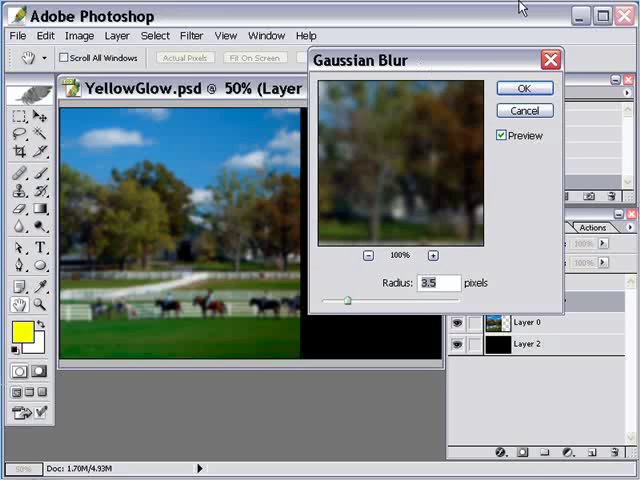 Adobe Photoshop
File Edit Image Layer Select Filter View Window Help
Scroll All Windows Actual Pixels Fit On Screen
Gaussian Blur
YellowGlow.psd @ 50% (Layer
OK
Cancel
Preview
100%
Radius: 3.5 pixels
Actions
100%
100%
Layer 0
Layer 2
50% Doc: 1.70M/4.93M